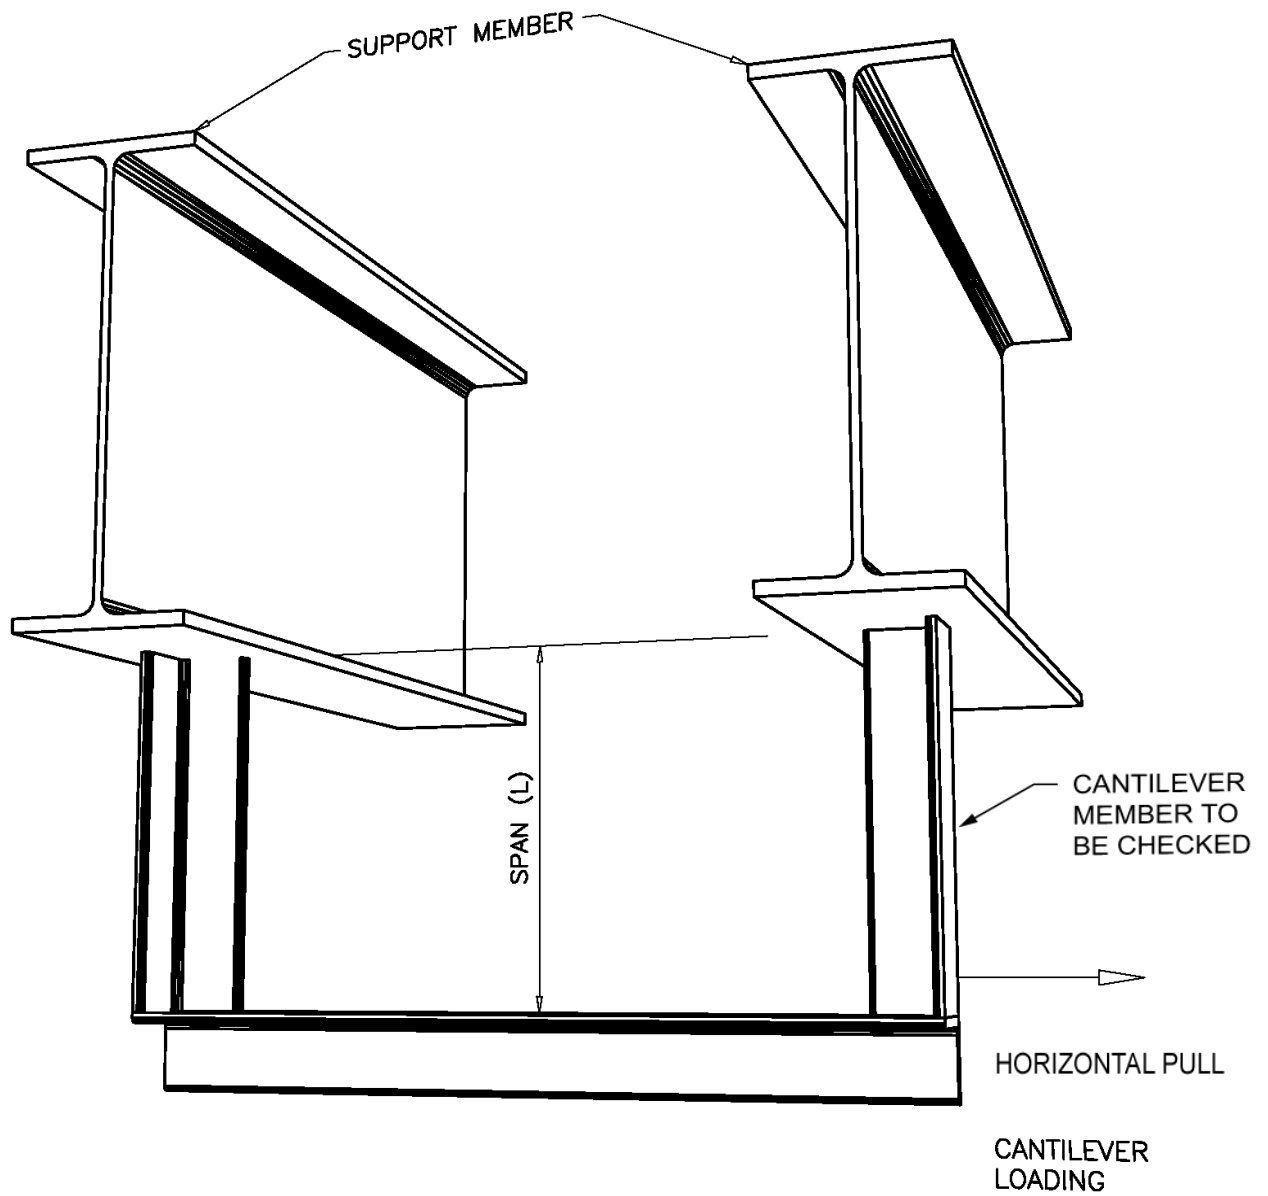 SUPPORT MEMBER
SPAN (L)
CANTILEVER
MEMBER TO
BE CHECKED
HORIZONTAL PULL
CANTILEVER
LOADING